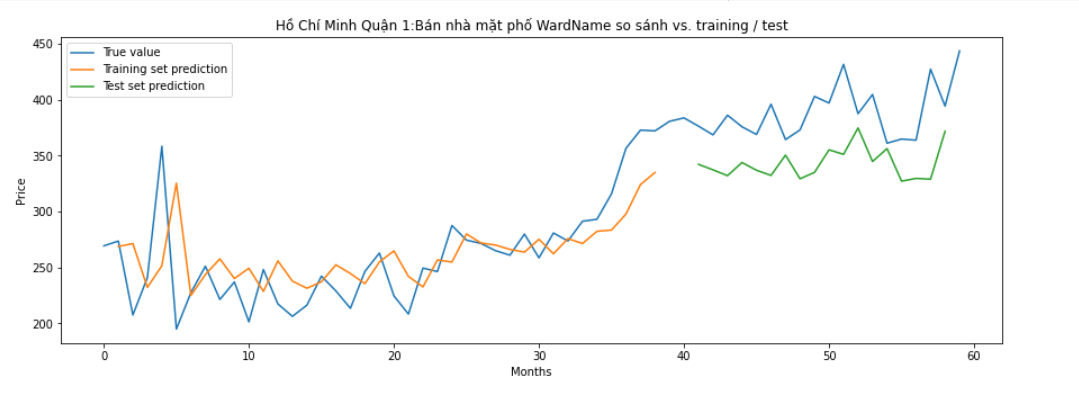 Hồ Chí Minh Quận 1:Bán nhà mặt phố WardName so sánh vs. training / test
True value
Training set prediction
Test set prediction
Price
450
400
350
300
250
200
0 10 20 30 40 50 60
Months